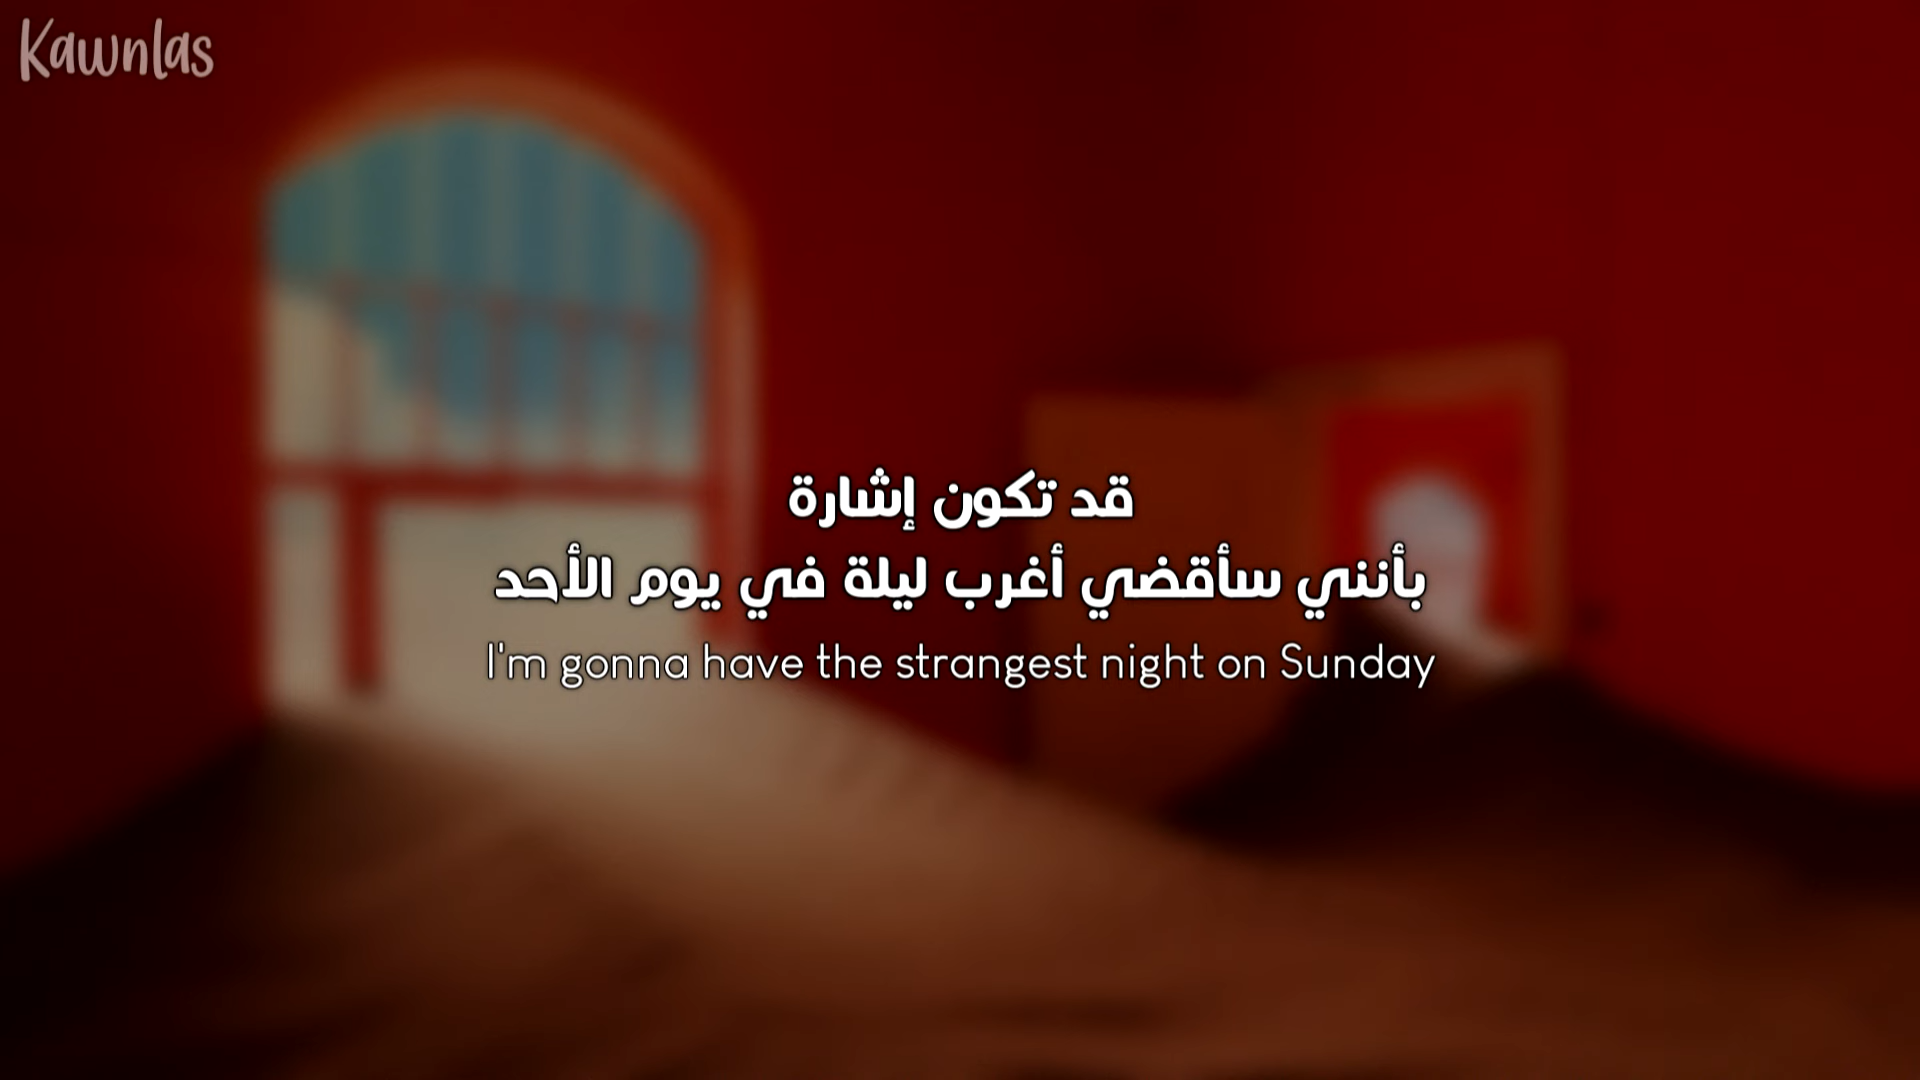 Kawnlas
قد تكون إشارة
بأنني سأقضي أغرب ليلة في يوم الأحد
I'm gonna have the strangest night on Sunday